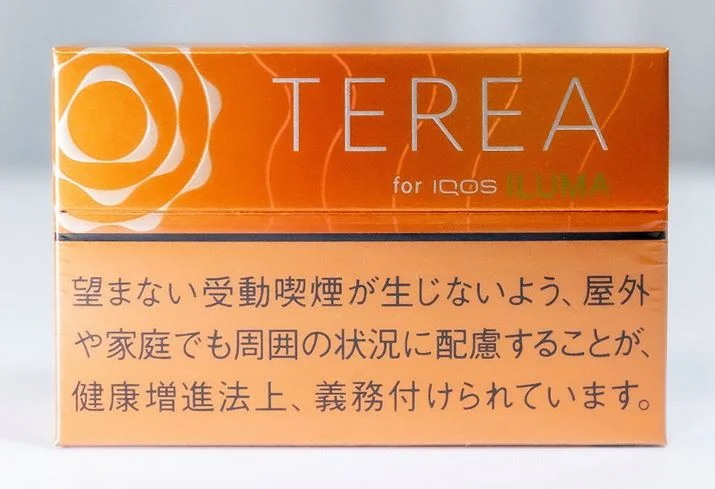 TEREA
for IQOS ILUMA
望まない受動喫煙が生じないよう、屋外
や家庭でも周囲の状況に配慮することが、
健康増進法上、義務付けられています。